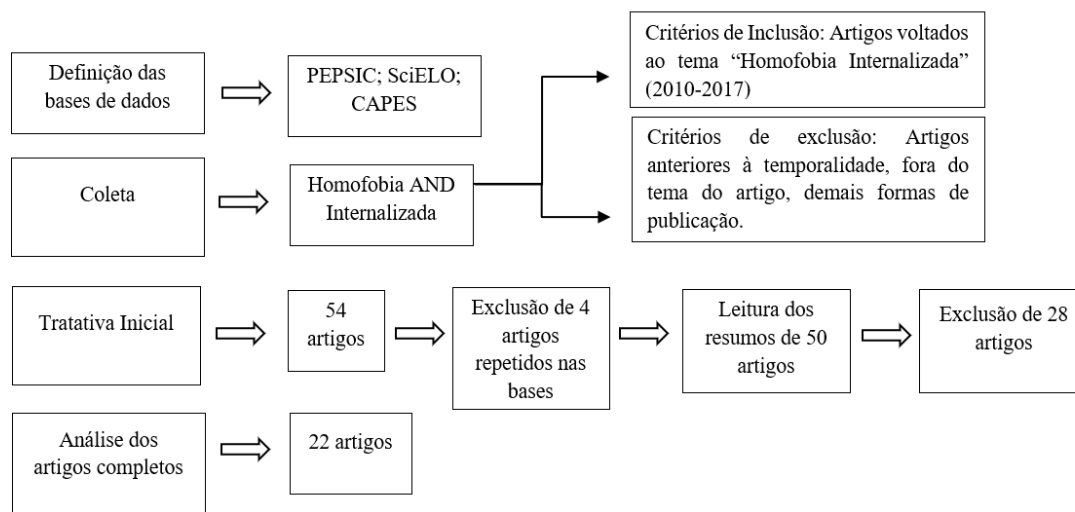 Definição das
bases de dados
PEPSIC; SciELO;
CAPES
Critérios de Inclusão: Artigos voltados
ao tema “Homofobia Internalizada”
(2010-2017)
Coleta
Homofobia AND
Internalizada
Critérios de exclusão: Artigos
anteriores à temporalidade, fora do
tema do artigo, demais formas de
publicação.
Tratativa Inicial
54
artigos
Exclusão de 4
artigos
repetidos nas
bases
Leitura dos
resumos de 50
artigos
Exclusão de 28
artigos
Análise dos
artigos completos
22 artigos